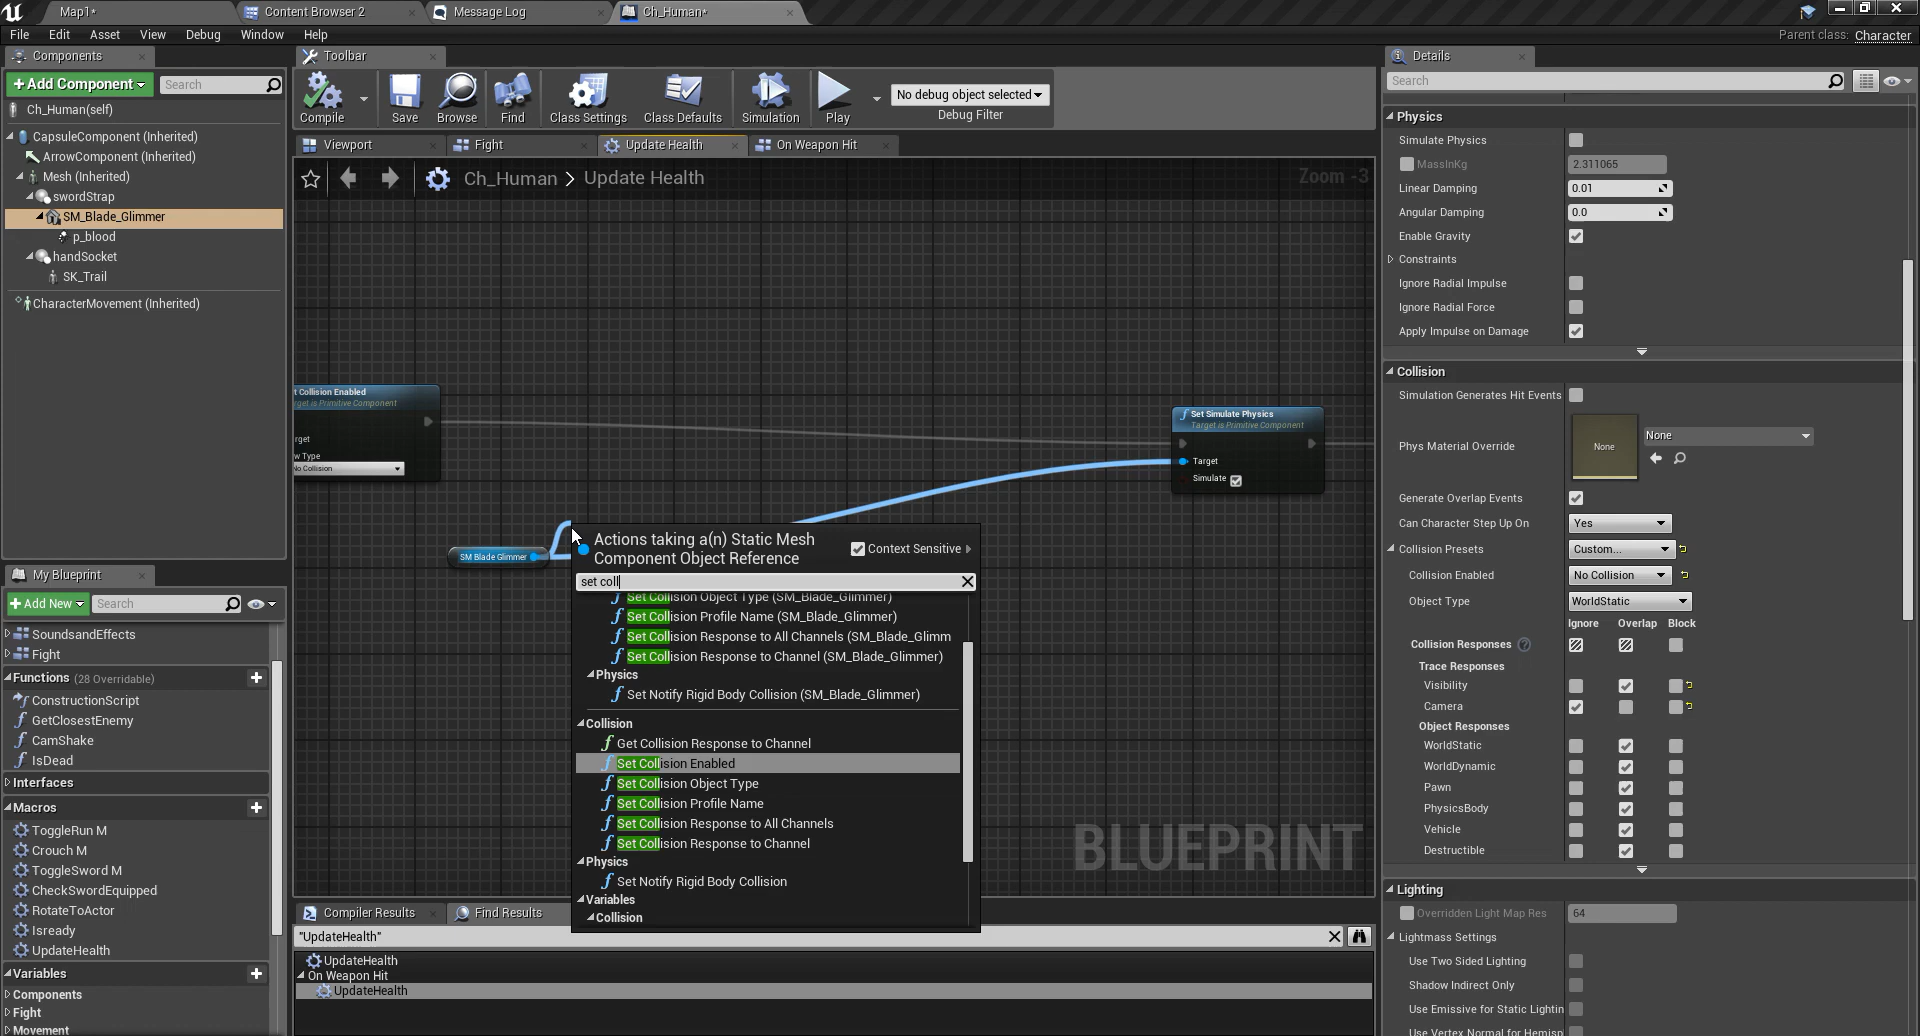 Map1*
Content Browser 2
Message Log
Ch_Human*
File Edit Asset View Debug Window Help
Parent class: Character
Components
+Add Component
Search
Ch_Human(self)
CapsuleComponent (Inherited)
ArrowComponent (Inherited)
Mesh (Inherited)
swordStrap
SM_Blade_Glimmer
p_blood
handSocket
SK_Trail
CharacterMovement (Inherited)
My Blueprint
+Add New
Search
SoundsandEffects
Fight
Functions (28 Overridable)
ConstructionScript
GetClosestEnemy
CamShake
IsDead
Interfaces
Macros
ToggleRun M
Crouch M
ToggleSword M
CheckSwordEquipped
RotateToActor
Isready
UpdateHealth
Variables
Components
Fight
Movement
Toolbar
Compile
Save
Browse
Find
Class Settings
Class Defaults
Simulation
Play
No debug object selected
Debug Filter
Viewport
Fight
Update Health
On Weapon Hit
Ch_Human > Update Health
Zoom -3
t Collision Enabled
rget is Primitive Component
rget
w Type
No Collision
SM Blade Glimmer
Set Simulate Physics
Target is Primitive Component
Target
Simulate
Actions taking a(n) Static Mesh
Component Object Reference
Context Sensitive
set coll
Set Collision Object Type (SM_Blade_Glimmer)
Set Collision Profile Name (SM_Blade_Glimmer)
Set Collision Response to All Channels (SM_Blade_Glimm
Set Collision Response to Channel (SM_Blade_Glimmer)
Physics
Set Notify Rigid Body Collision (SM_Blade_Glimmer)
Collision
Get Collision Response to Channel
Set Collision Enabled
Set Collision Object Type
Set Collision Profile Name
Set Collision Response to All Channels
Set Collision Response to Channel
Physics
Set Notify Rigid Body Collision
Variables
Collision
BLUEPRINT
Compiler Results
Find Results
"UpdateHealth"
UpdateHealth
On Weapon Hit
UpdateHealth
Details
Search
Physics
Simulate Physics
MassInKg 2.311065
Linear Damping 0.01
Angular Damping 0.0
Enable Gravity
Constraints
Ignore Radial Impulse
Ignore Radial Force
Apply Impulse on Damage
Collision
Simulation Generates Hit Events
Phys Material Override None None
Generate Overlap Events
Can Character Step Up On Yes
Collision Presets Custom...
Collision Enabled No Collision
Object Type WorldStatic
Ignore Overlap Block
Collision Responses
Trace Responses
Visibility
Camera
Object Responses
WorldStatic
WorldDynamic
Pawn
PhysicsBody
Vehicle
Destructible
Lighting
Overridden Light Map Res 64
Lightmass Settings
Use Two Sided Lighting
Shadow Indirect Only
Use Emissive for Static Lightin
Use Vertex Normal for Hemisp